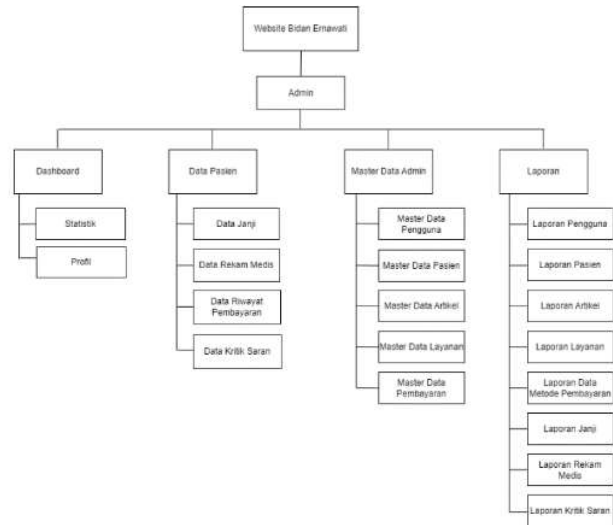 Website Bidan Ernawati
Admin
Dashboard
Statistik
Profil
Data Pasien
Data Janji
Data Rekam Medis
Data Riwayat
Pembayaran
Data Kritik Saran
Master Data Admin
Master Data
Pengguna
Master Data Pasien
Master Data Artikel
Master Data Layanan
Master Data
Pembayaran
Laporan
Laporan Pengguna
Laporan Pasien
Laporan Artikel
Laporan Layanan
Laporan Data
Metode Pembayaran
Laporan Janji
Laporan Rekam
Medis
Laporan Kritik Saran